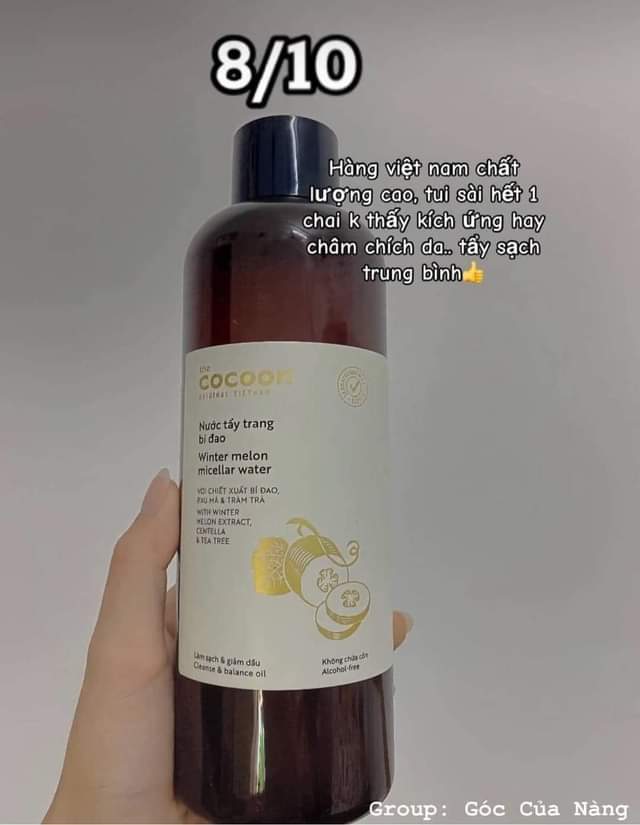 8/10
Hàng việt nam chất
lượng cao, tui sài hết 1
chai k thấy kích ứng hay
châm chích da.. tẩy sạch
trung bình👍
the
COCOON
ORIGINAL VIETNAM
Nước tẩy trang
bí đao
Winter melon
micellar water
VỚI CHIẾT XUẤT BÍ ĐAO,
RAU MÁ & TRÀM TRÀ
WITH WINTER
MELON EXTRACT,
CENTELLA
& TEA TREE
Làm sạch & giảm dầu
Cleanse & balance oil
Không chứa cồn
Alcohol-free
Group: Góc Của Nàng